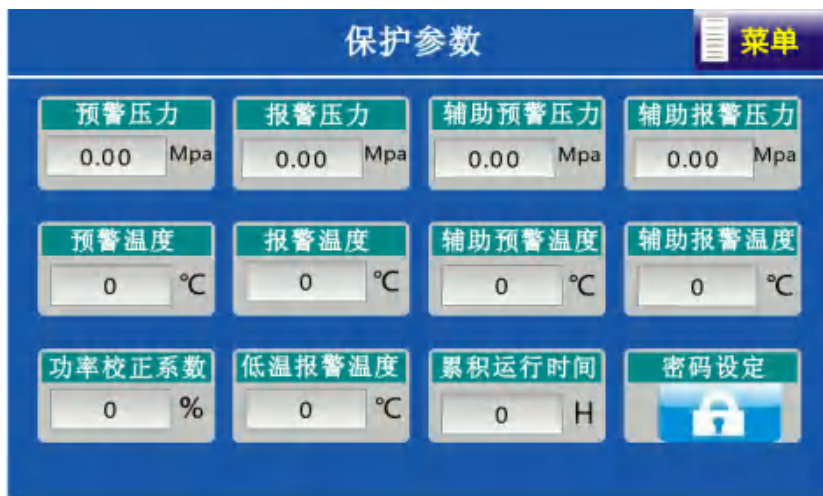 保护参数 菜单
预警压力 报警压力 辅助预警压力 辅助报警压力
0.00 Mpa 0.00 Mpa 0.00 Mpa 0.00 Mpa
预警温度 报警温度 辅助预警温度 辅助报警温度
0 ℃ 0 ℃ 0 ℃ 0 ℃
功率校正系数 低温报警温度 累积运行时间 密码设定
0 % 0 ℃ 0 H